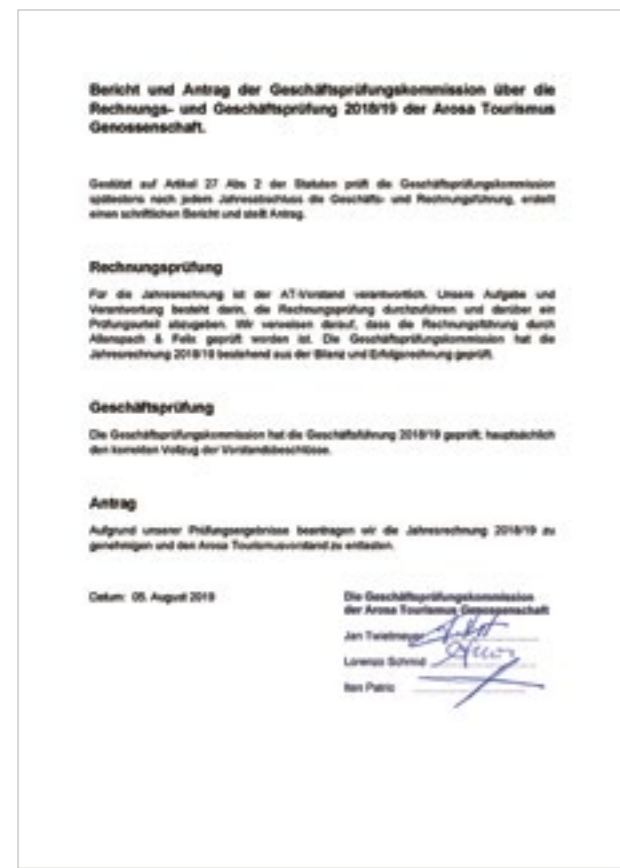 Bericht und Antrag der Geschäftsprüfungskommission über die
Rechnungs- und Geschäftsprüfung 2018/19 der Arosa Tourismus
Genossenschaft.
Gestützt auf Artikel 27 Abs 2 der Statuten prüft die Geschäftsprüfungskommission
spätestens nach jedem Jahresabschluss die Geschäfts- und Rechnungsführung, erstellt
einen schriftlichen Bericht und stellt Antrag.
Rechnungsprüfung
Für die Jahresrechnung ist der AT-Vorstand verantwortlich. Unsere Aufgabe und
Verantwortung besteht darin, die Rechnungsprüfung durchzuführen und darüber ein
Prüfungsurteil abzugeben. Wir verweisen darauf, dass die Rechnungsführung durch
Allenspach & Felix geprüft worden ist. Die Geschäftsprüfungskommission hat die
Jahresrechnung 2018/19 bestehend aus der Bilanz und Erfolgsrechnung geprüft.
Geschäftsprüfung
Die Geschäftsprüfungskommission hat die Geschäftsführung 2018/19 geprüft, hauptsächlich
den korrekten Vollzug der Vorstandsbeschlüsse.
Antrag
Aufgrund unserer Prüfungsergebnisse beantragen wir die Jahresrechnung 2018/19 zu
genehmigen und den Arosa Tourismusvorstand zu entlasten.
Datum: 05. August 2019
Die Geschäftsprüfungskommission
der Arosa Tourismus Genossenschaft
Jan Twietmeyer
Lorenzo Schmid
Iten Patric